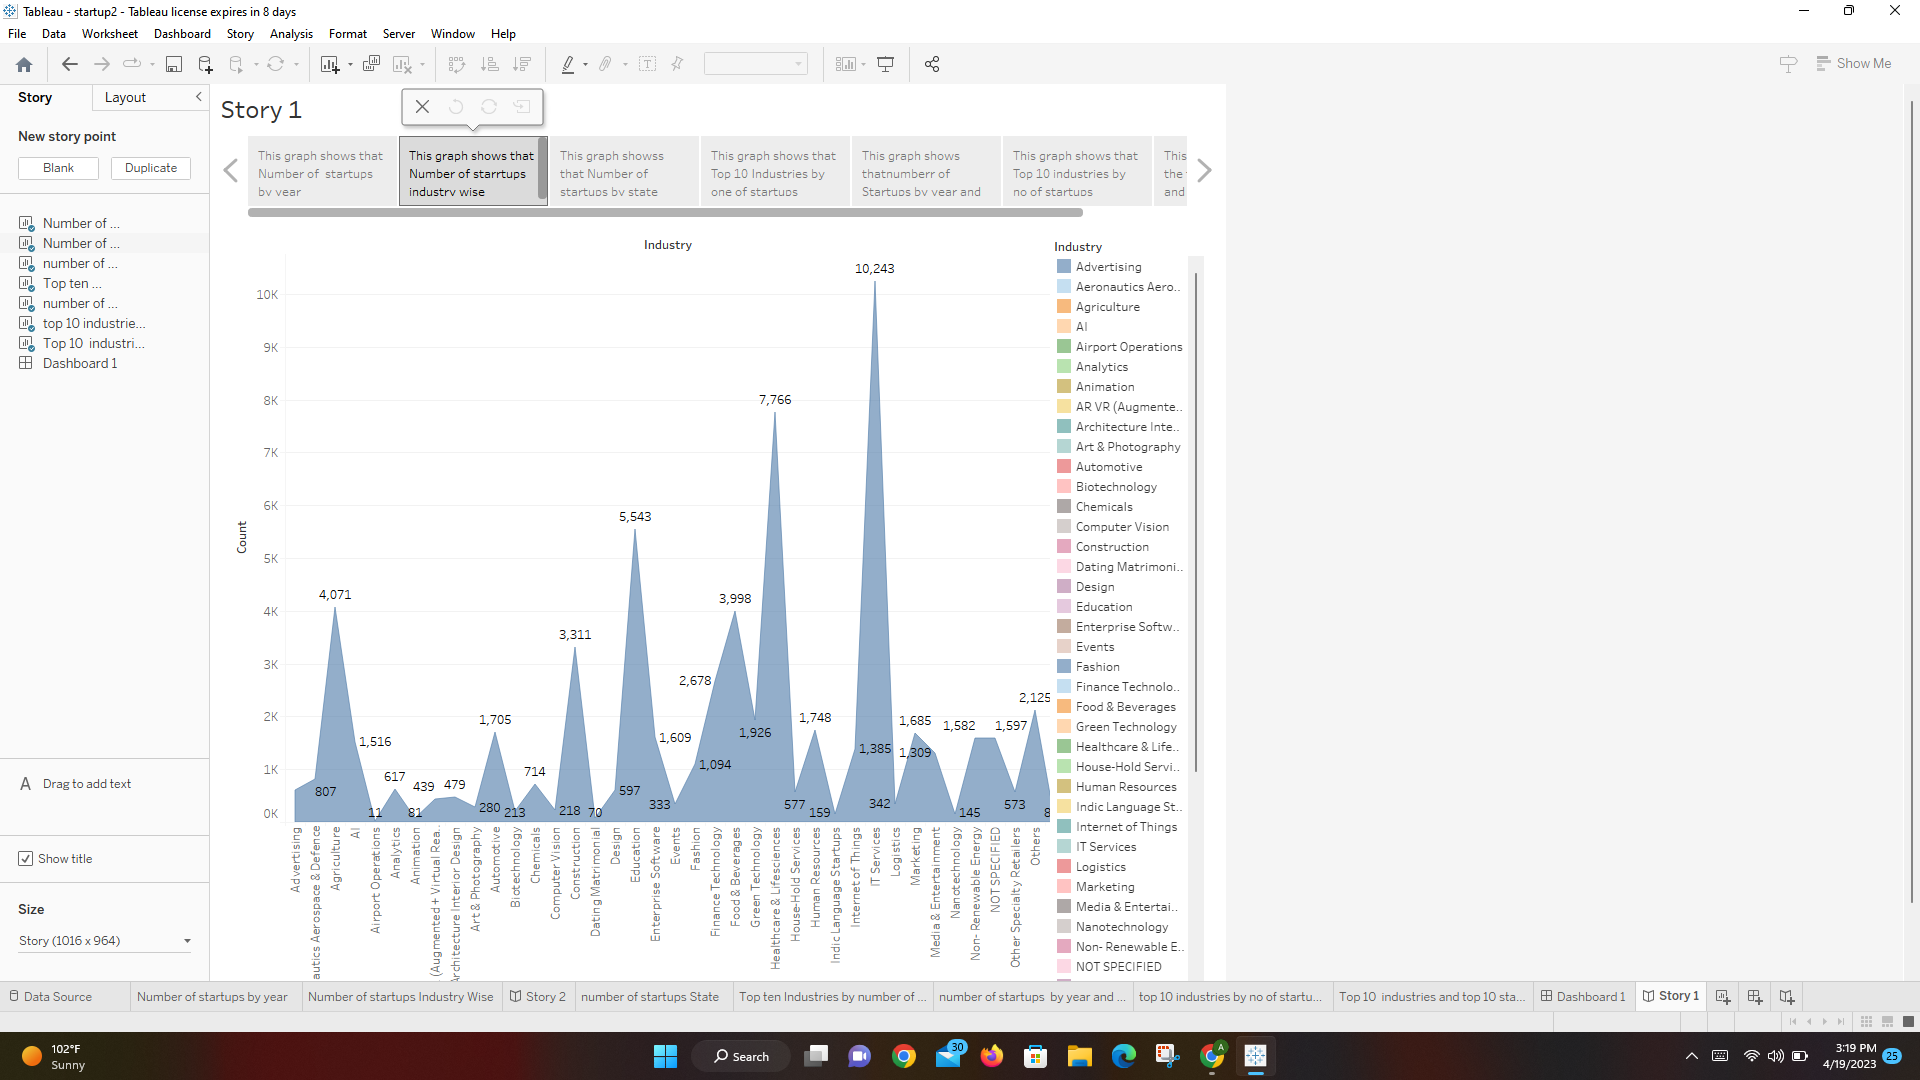 Tableau - startup2 - Tableau license expires in 8 days
File Data Worksheet Dashboard Story Analysis Format Server Window Help
Show Me
Story Layout
New story point
Blank Duplicate
Number of ...
Number of ...
number of ...
Top ten ...
number of ...
top 10 industrie...
Top 10 industri...
Dashboard 1
A Drag to add text
Show title
Size
Story (1016 x 964)
Story 1
This graph shows that
Number of startups
by year
This graph shows that
Number of starrtups
industry wise
This graph showss
that Number of
startups by state
This graph shows that
Top 10 Industries by
one of startups
This graph shows
thatnumberr of
Startups by year and
This graph shows that
Top 10 industries by
no of startups
This
the
and
Industry
Count
10K
9K
8K
7K
6K
5K
4K
3K
2K
1K
0K
10,243
7,766
5,543
4,071
3,998
3,311
2,678
2,125
1,705
1,748
1,685
1,582
1,597
1,516
1,609
1,926
1,385
1,309
1,094
617
714
807
439
479
11
81
280
213
218
70
597
333
577
159
342
145
573
8
Advertising
autics Aerospace & Defence
Agriculture
AI
Airport Operations
Analytics
Animation
(Augmented + Virtual Rea..
Architecture Interior Design
Art & Photography
Automotive
Biotechnology
Chemicals
Computer Vision
Construction
Dating Matrimonial
Design
Education
Enterprise Software
Events
Fashion
Finance Technology
Food & Beverages
Green Technology
Healthcare & Lifesciences
House-Hold Services
Human Resources
Indic Language Startups
Internet of Things
IT Services
Logistics
Marketing
Media & Entertainment
Nanotechnology
Non- Renewable Energy
NOT SPECIFIED
Other Specialty Retailers
Others
Industry
Advertising
Aeronautics Aero..
Agriculture
AI
Airport Operations
Analytics
Animation
AR VR (Augmente..
Architecture Inte..
Art & Photography
Automotive
Biotechnology
Chemicals
Computer Vision
Construction
Dating Matrimoni..
Design
Education
Enterprise Softw..
Events
Fashion
Finance Technolo..
Food & Beverages
Green Technology
Healthcare & Life..
House-Hold Servi..
Human Resources
Indic Language St..
Internet of Things
IT Services
Logistics
Marketing
Media & Entertai..
Nanotechnology
Non- Renewable E..
NOT SPECIFIED
Data Source Number of startups by year Number of startups Industry Wise Story 2 number startups State Top ten Industries by number of ... number of startups by year and ... top 10 industries by no of startu... Top 10 industries and top 10 sta... Dashboard 1 Story 1
102°F
Sunny
Search
30
A
3:19 PM
4/19/2023
25